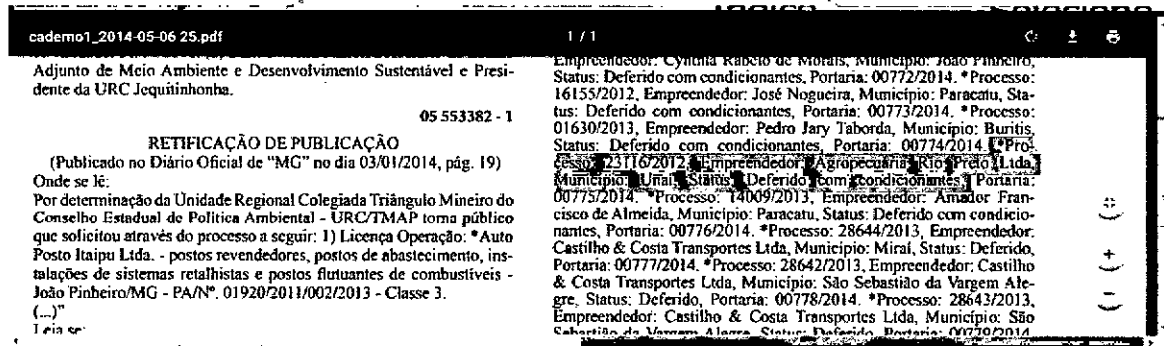 caderno1_2014-05-06 25.pdf
1 / 1
Adjunto de Meio Ambiente e Desenvolvimento Sustentável e Presi-
dente da URC Jequitinhonha.
05 553382 - 1
RETIFICAÇÃO DE PUBLICAÇÃO
(Publicado no Diário Oficial de "MG" no dia 03/01/2014, pág. 19)
Onde se lê:
Por determinação da Unidade Regional Colegiada Triângulo Mineiro do
Conselho Estadual de Política Ambiental - URC/TMAP torna público
que solicitou através do processo a seguir: 1) Licença Operação: *Auto
Posto Itaipu Ltda. - postos revendedores, postos de abastecimento, ins-
talações de sistemas retalhistas e postos flutuantes de combustíveis -
João Pinheiro/MG - PA/Nº. 01920/2011/002/2013 - Classe 3.
(...)"
Leia se:
Empreendedor: Cynthia Rabelo de Morais, Município: João Pinheiro,
Status: Deferido com condicionantes, Portaria: 00772/2014. *Processo:
16155/2012, Empreendedor: José Nogueira, Município: Paracatu, Sta-
tus: Deferido com condicionantes, Portaria: 00773/2014. *Processo:
01630/2013, Empreendedor: Pedro Jary Taborda, Município: Buritis,
Status: Deferido com condicionantes, Portaria: 00774/2014. *Pro-
cesso: 23116/2012, Empreendedor: Agropecuária Rio Preto Ltda,
Município: Unaí, Status: Deferido com condicionantes, Portaria:
00775/2014. *Processo: 14009/2013, Empreendedor: Amador Fran-
cisco de Almeida, Município: Paracatu, Status: Deferido com condicio-
nantes, Portaria: 00776/2014. *Processo: 28644/2013, Empreendedor:
Castilho & Costa Transportes Ltda, Município: Miraí, Status: Deferido,
Portaria: 00777/2014. *Processo: 28642/2013, Empreendedor: Castilho
& Costa Transportes Ltda, Município: São Sebastião da Vargem Ale-
gre, Status: Deferido, Portaria: 00778/2014. *Processo: 28643/2013,
Empreendedor: Castilho & Costa Transportes Ltda, Município: São
Sebastião da Vargem Alegre, Status: Deferido, Portaria: 00779/2014